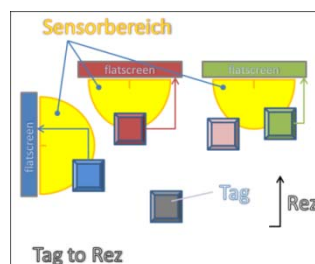 Sensorbereich
flatscreen
flatscreen
flatscreen
Tag
Rez
Tag to Rez